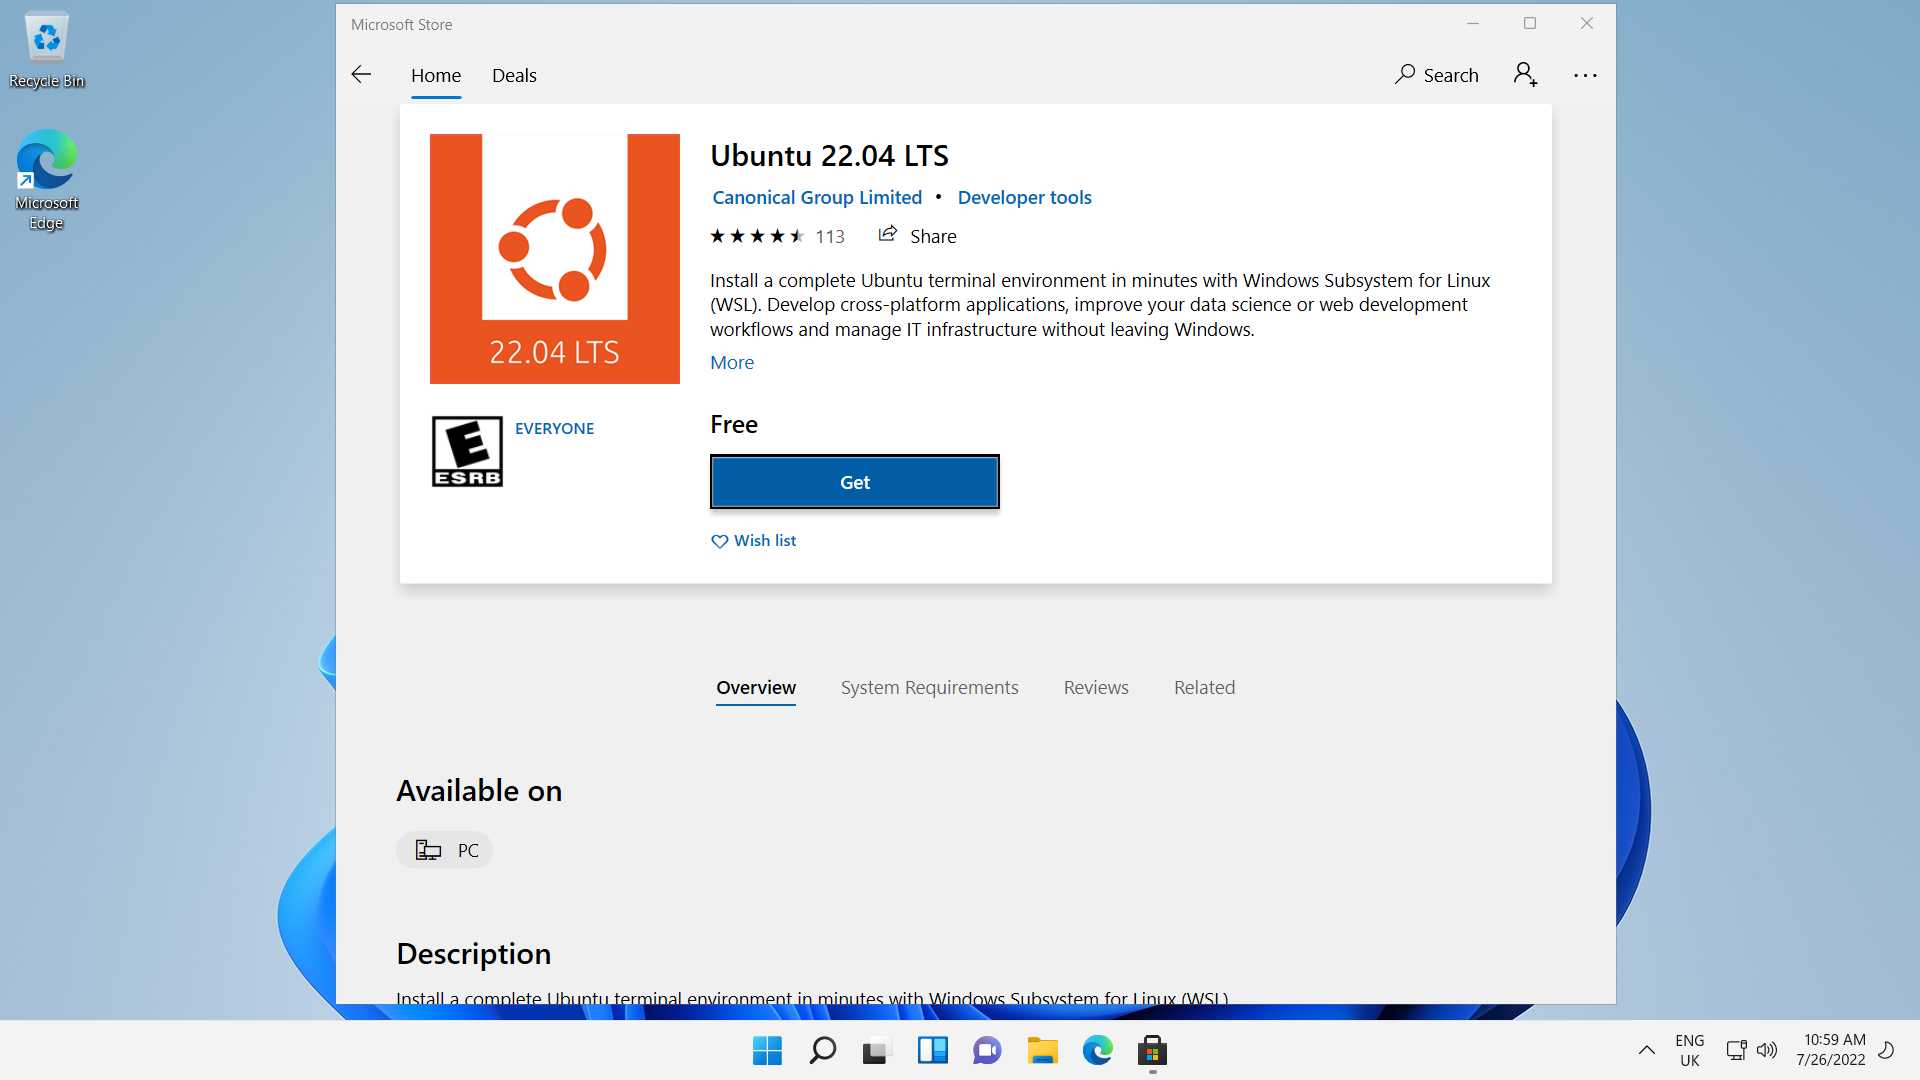 Recycle Bin
Microsoft
Edge
Microsoft Store
Home
Deals
Search
22.04 LTS
Ubuntu 22.04 LTS
Canonical Group Limited • Developer tools
113
Share
Install a complete Ubuntu terminal environment in minutes with Windows Subsystem for Linux
(WSL). Develop cross-platform applications, improve your data science or web development
workflows and manage IT infrastructure without leaving Windows.
More
E
ESRB
EVERYONE
Free
Get
Wish list
Overview
System Requirements
Reviews
Related
Available on
PC
Description
Install a complete Ubuntu terminal environment in minutes with Windows Subsystem for Linux (WSL).
ENG
UK
10:59 AM
7/26/2022